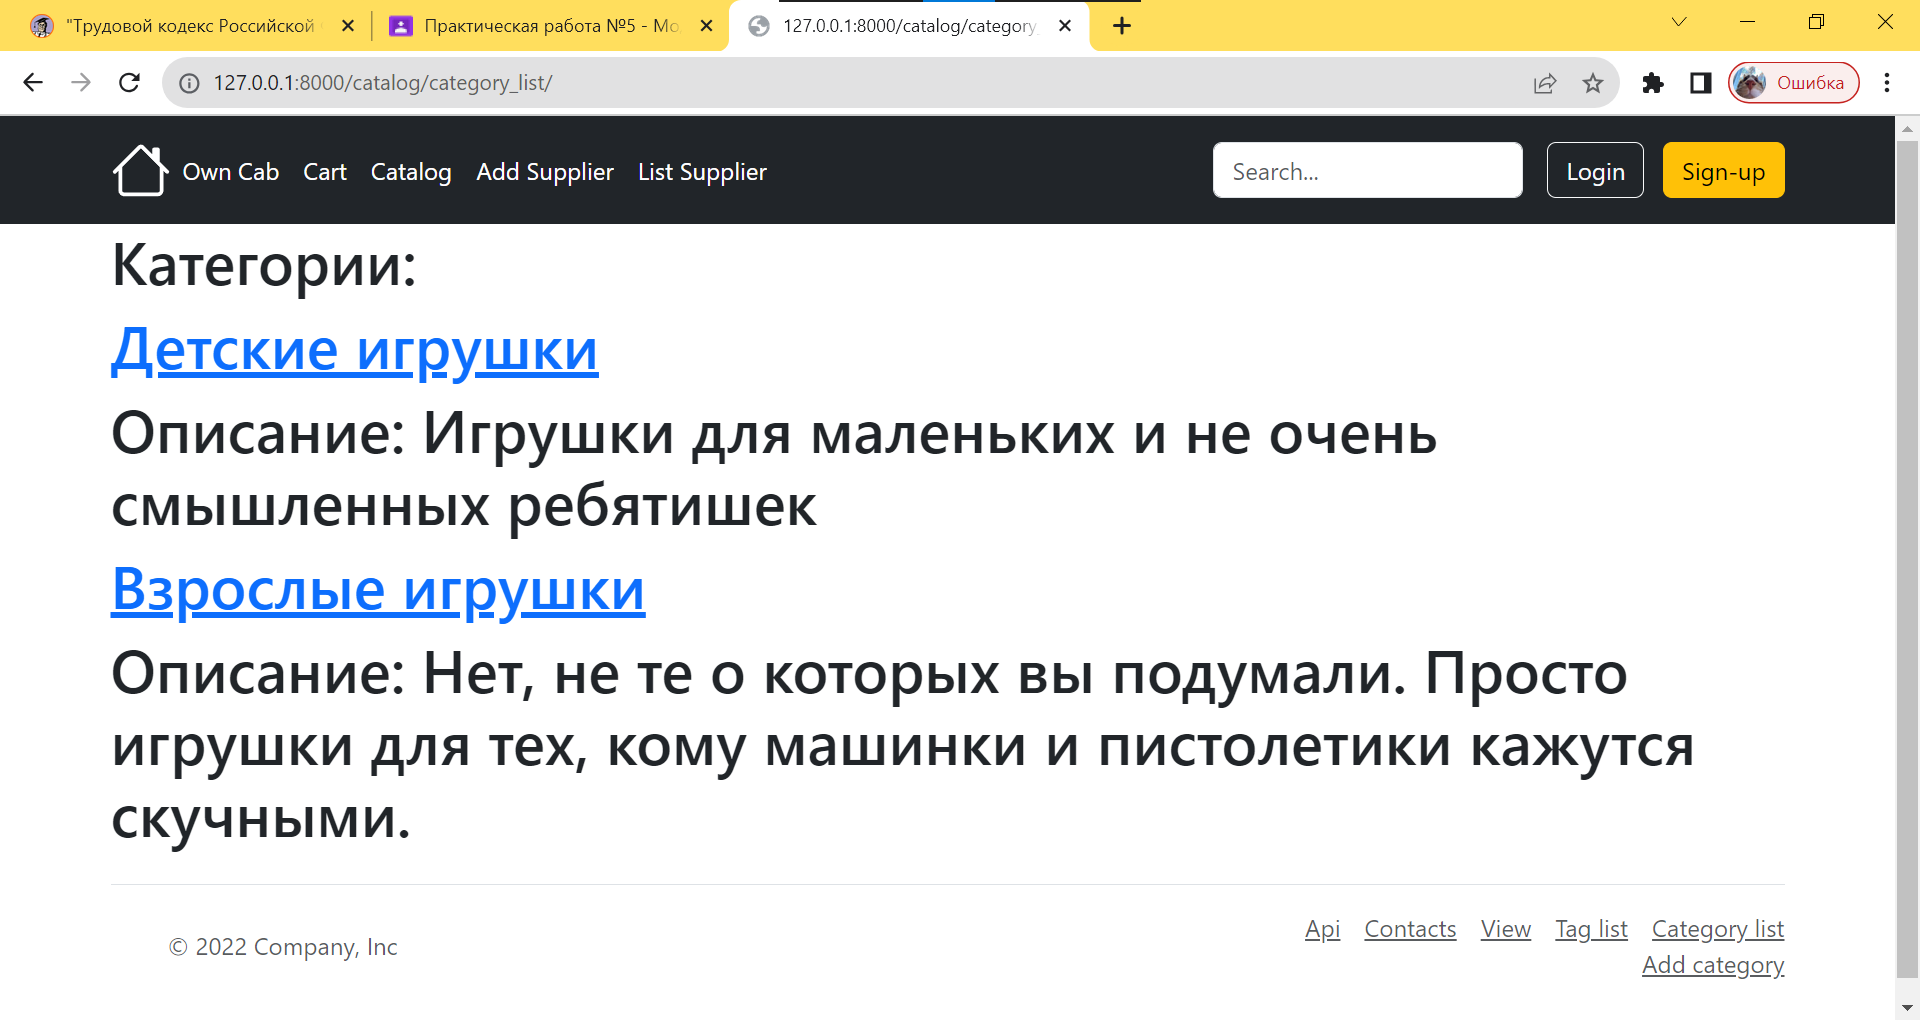 "Трудовой кодекс Российской
Практическая работа №5 - Мо
127.0.0.1:8000/catalog/category
127.0.0.1:8000/catalog/category_list/
Ошибка
Own Cab Cart Catalog Add Supplier List Supplier Search... Login Sign-up
Категории:
Детские игрушки
Описание: Игрушки для маленьких и не очень
смышленных ребятишек
Взрослые игрушки
Описание: Нет, не те о которых вы подумали. Просто
игрушки для тех, кому машинки и пистолетики кажутся
скучными.
© 2022 Company, Inc
Api Contacts View Tag list Category list
Add category